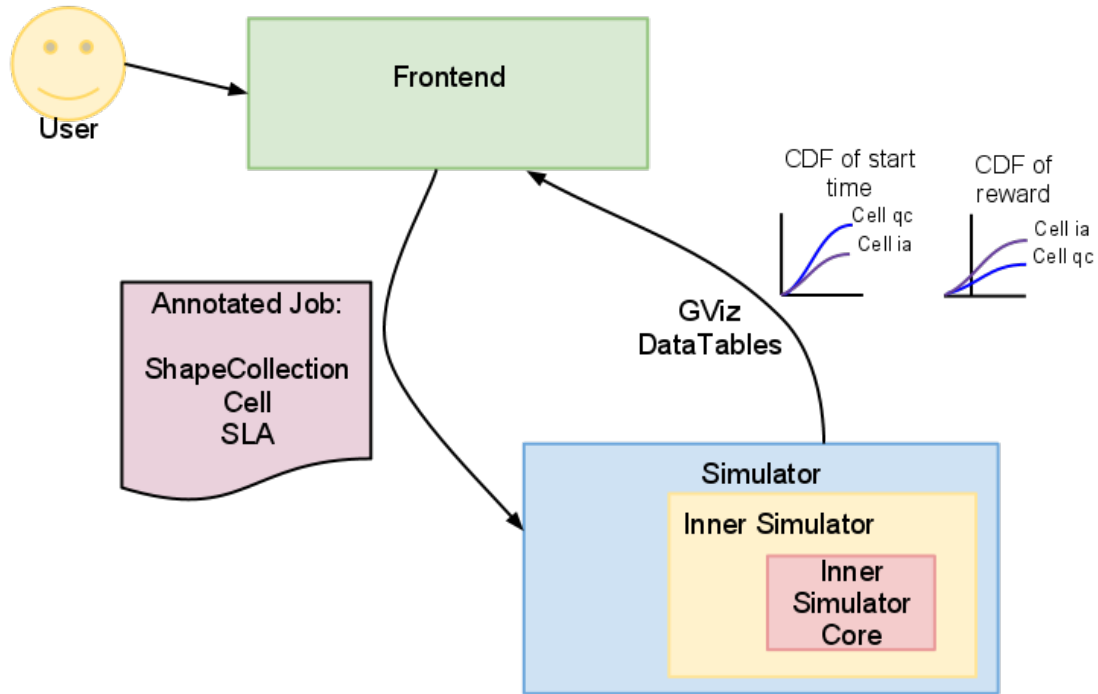 Frontend
User
CDF of start
time
Cell qc
Cell ia
CDF of
reward
Cell ia
Cell qc
Annotated Job:
ShapeCollection
Cell
SLA
GViz
DataTables
Simulator
Inner Simulator
Inner
Simulator
Core